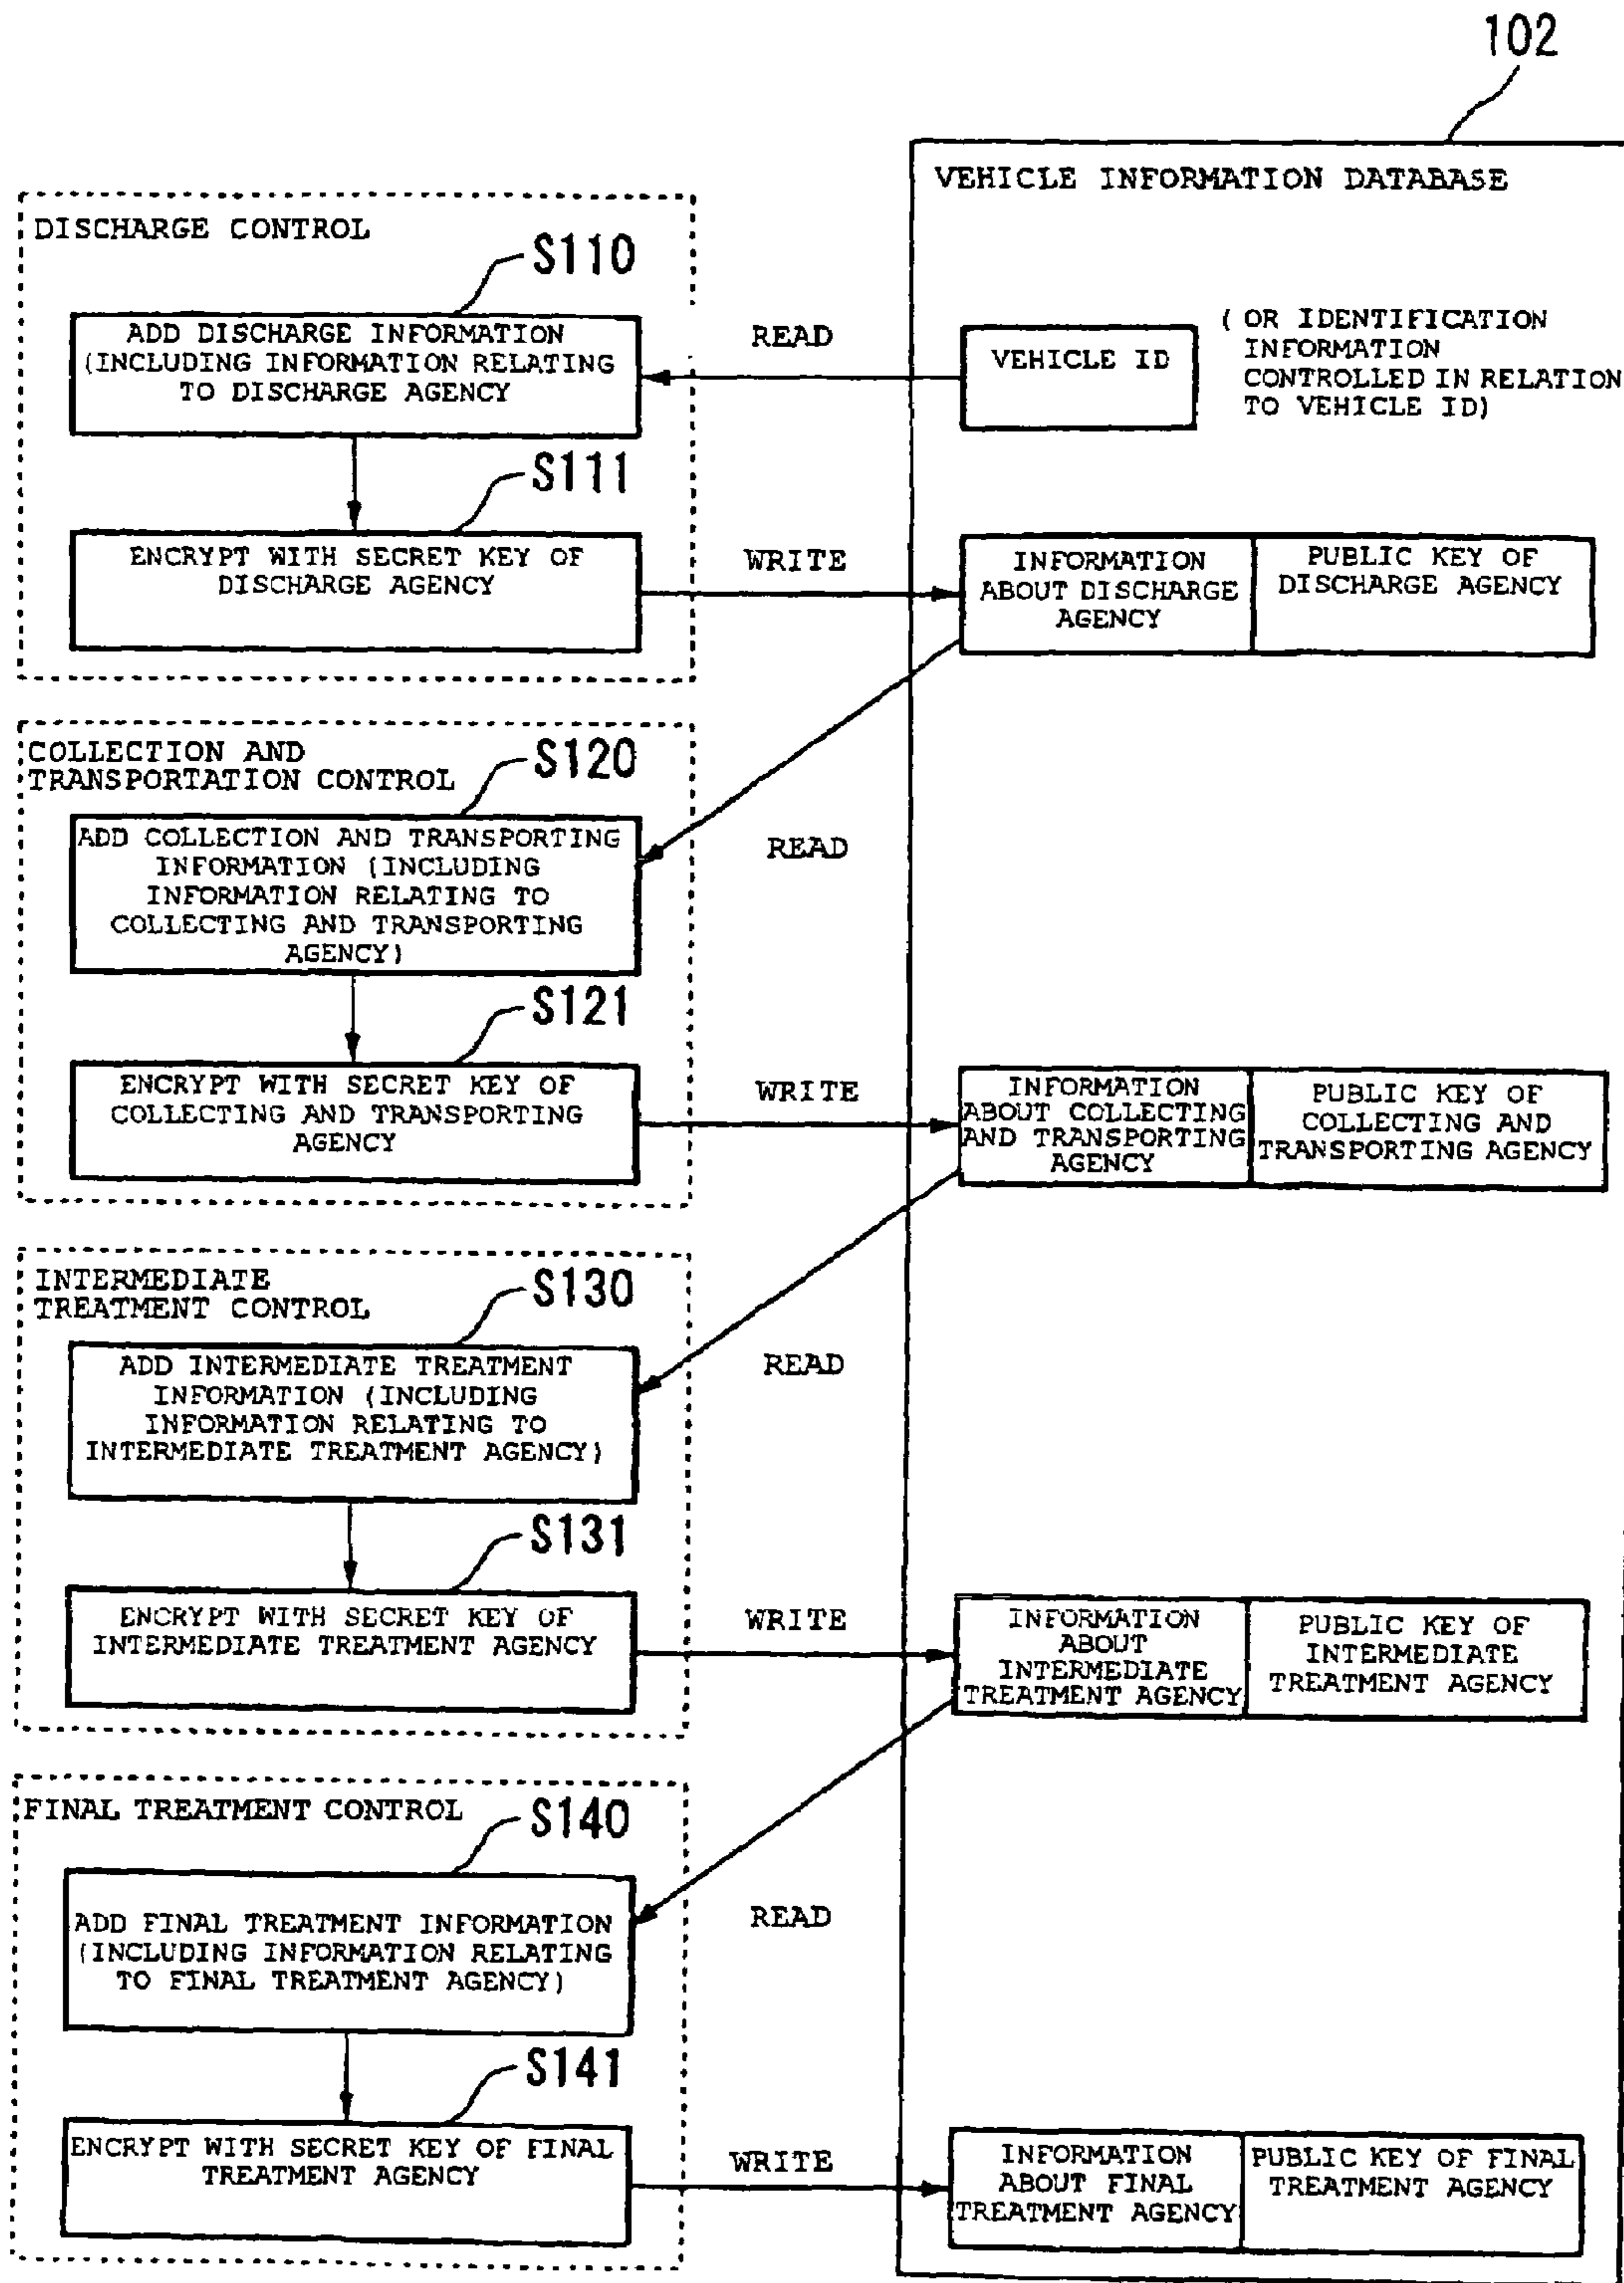 102
VEHICLE INFORMATION DATABASE
DISCHARGE CONTROL
S110
ADD DISCHARGE INFORMATION
(INCLUDING INFORMATION RELATING
TO DISCHARGE AGENCY
READ
VEHICLE ID
( OR IDENTIFICATION
INFORMATION
CONTROLLED IN RELATION
TO VEHICLE ID)
S111
ENCRYPT WITH SECRET KEY OF
DISCHARGE AGENCY
WRITE
INFORMATION
ABOUT DISCHARGE
AGENCY
PUBLIC KEY OF
DISCHARGE AGENCY
COLLECTION AND
TRANSPORTATION CONTROL
S120
ADD COLLECTION AND TRANSPORTING
INFORMATION (INCLUDING
INFORMATION RELATING TO
COLLECTING AND TRANSPORTING
AGENCY)
READ
S121
ENCRYPT WITH SECRET KEY OF
COLLECTING AND TRANSPORTING
AGENCY
WRITE
INFORMATION
ABOUT COLLECTING
AND TRANSPORTING
AGENCY
PUBLIC KEY OF
COLLECTING AND
TRANSPORTING AGENCY
INTERMEDIATE
TREATMENT CONTROL
S130
ADD INTERMEDIATE TREATMENT
INFORMATION (INCLUDING
INFORMATION RELATING TO
INTERMEDIATE TREATMENT AGENCY)
READ
S131
ENCRYPT WITH SECRET KEY OF
INTERMEDIATE TREATMENT AGENCY
WRITE
INFORMATION
ABOUT
INTERMEDIATE
TREATMENT AGENCY
PUBLIC KEY OF
INTERMEDIATE
TREATMENT AGENCY
FINAL TREATMENT CONTROL
S140
ADD FINAL TREATMENT INFORMATION
(INCLUDING INFORMATION RELATING
TO FINAL TREATMENT AGENCY)
READ
S141
ENCRYPT WITH SECRET KEY OF FINAL
TREATMENT AGENCY
WRITE
INFORMATION
ABOUT FINAL
TREATMENT AGENCY
PUBLIC KEY OF FINAL
TREATMENT AGENCY